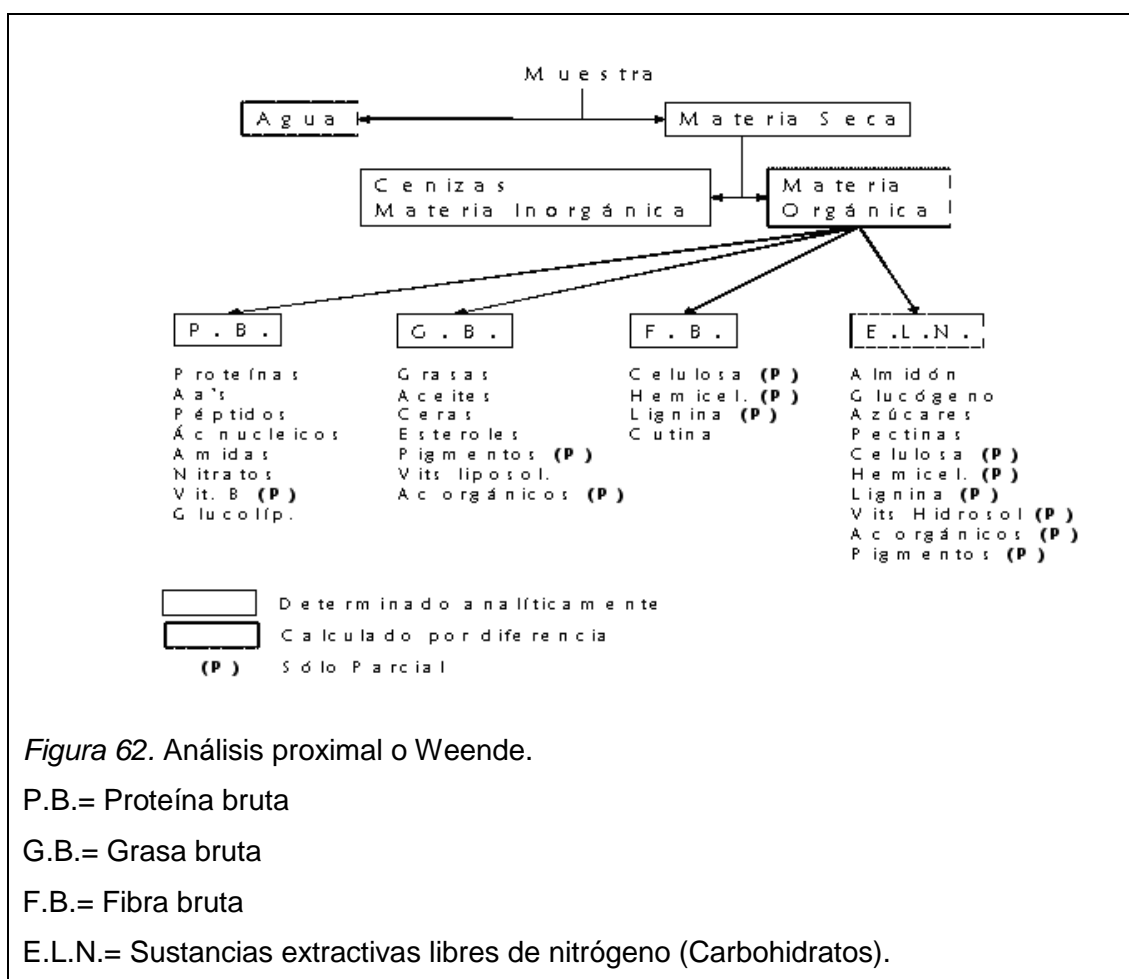 Muestra
Agua
Materia Seca
Cenizas
Materia Inorgánica
Materia
Orgánica
P.B.
Proteínas
Aa's
Péptidos
Ác nucleicos
Amidas
Nitratos
Vit. B (P)
Glucolíp.
G.B.
Grasas
Aceites
Ceras
Esteroles
Pigmentos (P)
Vits liposol.
Ac orgánicos (P)
F.B.
Celulosa (P)
Hemicel. (P)
Lignina (P)
Cutina
E.L.N.
Almidón
Glucógeno
Azúcares
Pectinas
Celulosa (P)
Hemicel. (P)
Lignina (P)
Vits Hidrosol (P)
Ac orgánicos (P)
Pigmentos (P)
Determinado analíticamente
Calculado por diferencia
(P) Sólo Parcial
Figura 62. Análisis proximal o Weende.
P.B.= Proteína bruta
G.B.= Grasa bruta
F.B.= Fibra bruta
E.L.N.= Sustancias extractivas libres de nitrógeno (Carbohidratos).